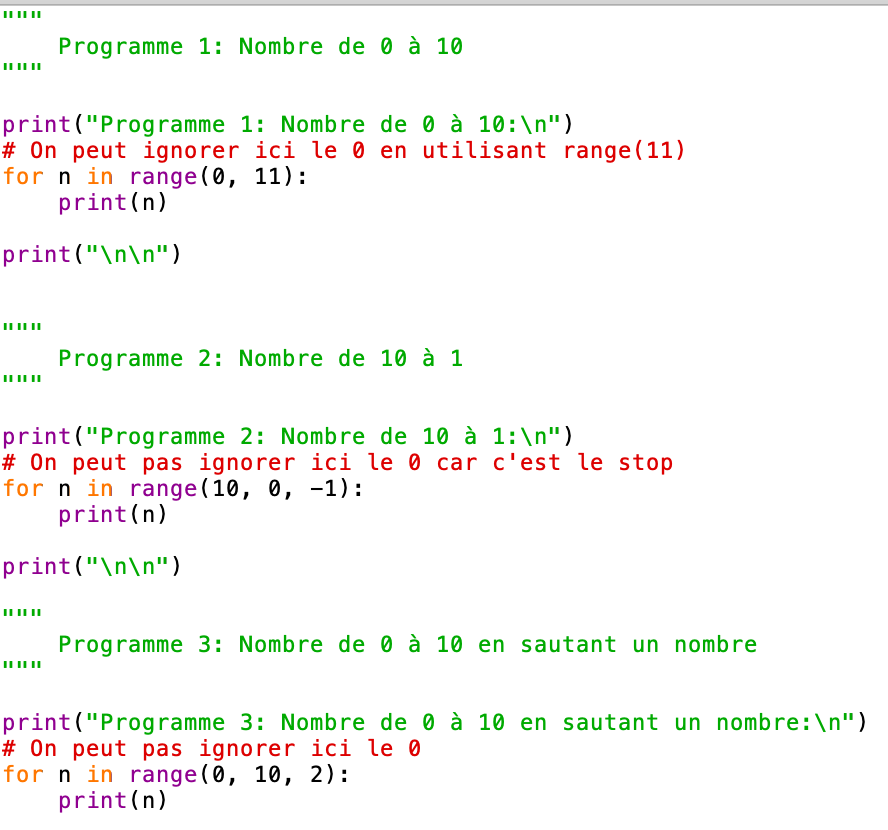 """
    Programme 1: Nombre de 0 à 10
"""
print("Programme 1: Nombre de 0 à 10:\n")
# On peut ignorer ici le 0 en utilisant range(11)
for n in range(0, 11):
    print(n)
print("\n\n")
"""
    Programme 2: Nombre de 10 à 1
"""
print("Programme 2: Nombre de 10 à 1:\n")
# On peut pas ignorer ici le 0 car c'est le stop
for n in range(10, 0, -1):
    print(n)
print("\n\n")
"""
    Programme 3: Nombre de 0 à 10 en sautant un nombre
"""
print("Programme 3: Nombre de 0 à 10 en sautant un nombre:\n")
# On peut pas ignorer ici le 0
for n in range(0, 10, 2):
    print(n)